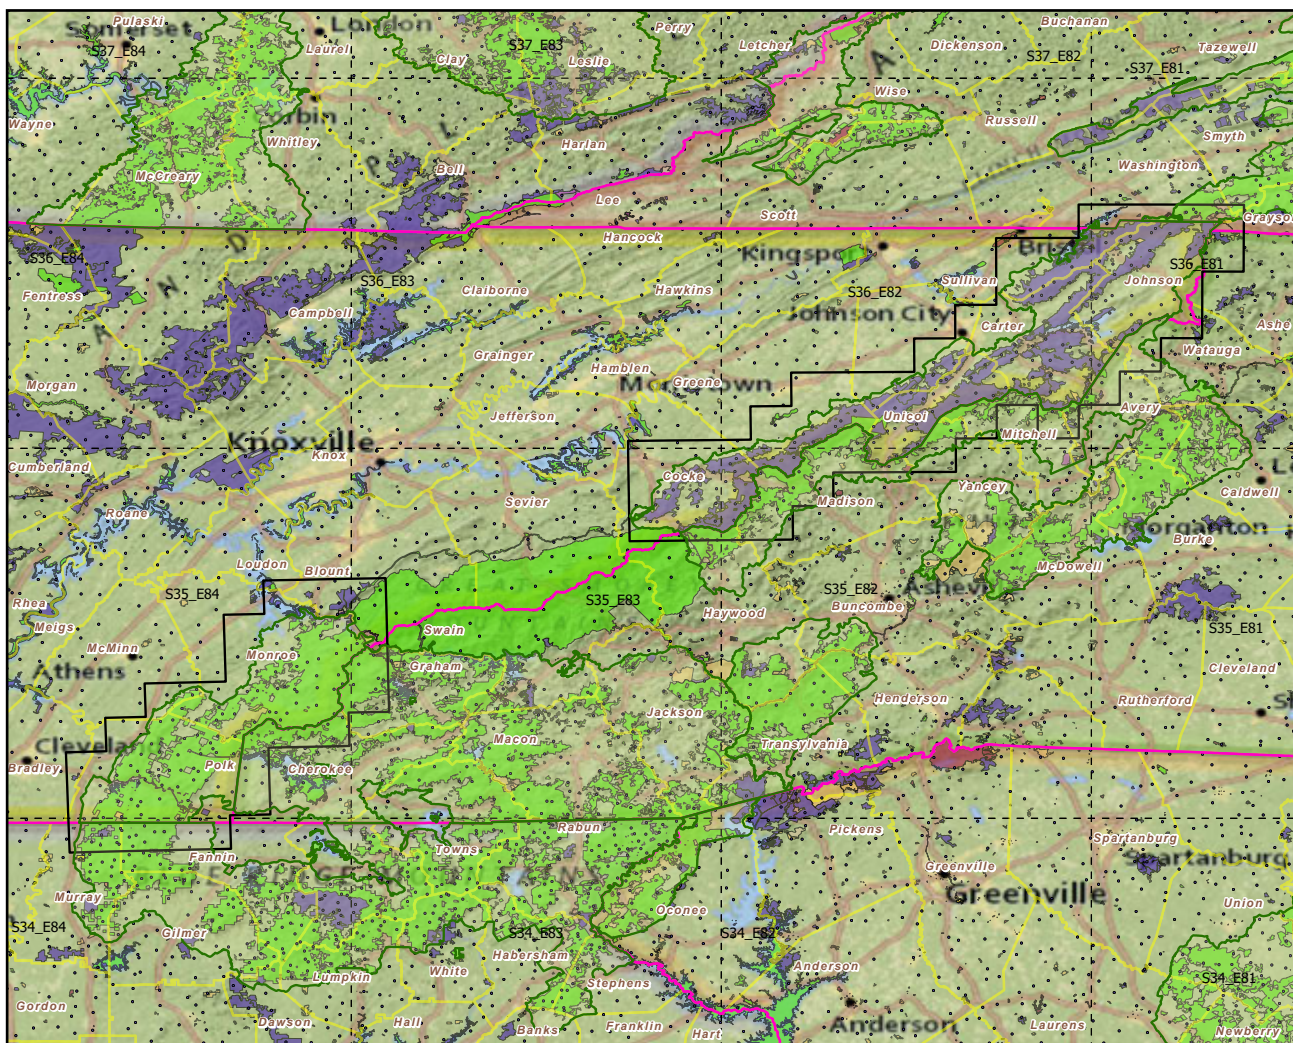 Pulaski
Somerset
London
Perry
Buchanan
S37_E84
Laurel
S37_E83
Letcher
Dickenson
Tazewell
Clay
Leslie
S37_E82
S37_E81
A
Wise
Wayne
Russell
L
Smyth
Whitley
Harlan
P
Bell
Washington
McCreary
Lee
Scott
Grayson
Hancock
D
Kingsport
Bristol
S36_E84
S36_E81
Fentress
S36_E83
Claiborne
Hawkins
Sullivan
Johnson
N
S36_E82
Campbell
Johnson City
Carter
Ashe
A
Grainger
Watauga
Hamblen
Morgan
Greene
Avery
Jefferson
Unicoi
Knoxville
Knox
Mitchell
Cumberland
Cocke
Yancey
Caldwell
Sevier
Madison
Roane
Morganton
Burke
Loudon
Blount
McDowell
S35_E84
S35_E83
S35_E82
Rhea
Buncombe
Haywood
Meigs
Swain
S35_E81
McMinn
Monroe
Graham
Athens
Cleveland
Henderson
Rutherford
Jackson
Macon
Transylvania
Cleveland
Bradley
Polk
Cherokee
Rabun
Pickens
Spartanburg
Towns
Fannin
Greenville
Spartanburg
Greenville
Murray
Oconee
Union
S34_E84
Gilmer
S34_E83
S34_E82
Habersham
White
Anderson
Lumpkin
S34_E81
Stephens
Gordon
Dawson
Hall
Banks
Franklin
Hart
Anderson
Laurens
Newberry